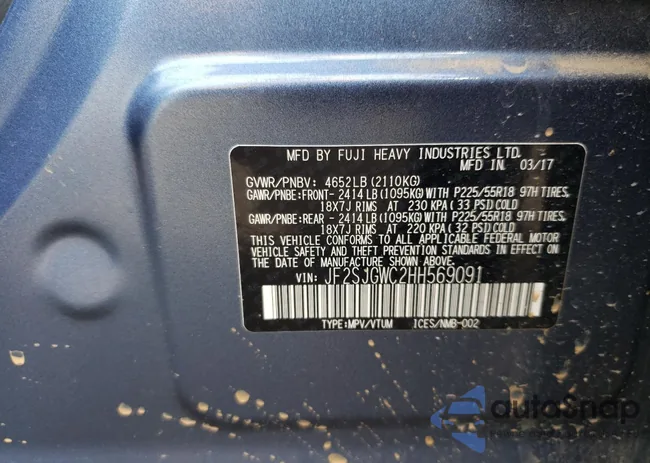 MFD BY FUJI HEAVY INDUSTRIES LTD.
MFD IN 03/17
GVWR/PNBV: 4652LB(2110KG)
GAWR/PNBE:FRONT-2414LB(1095KG)WITH P225/55R18 97H TIRES,
18X7J RIMS AT 230 KPA(33 PSI)COLD
GAWR/PNBE:REAR -2414LB(1095KG)WITH P225/55R18 97H TIRES,
18X7J RIMS AT 220 KPA(32 PSI)COLD
THIS VEHICLE CONFORMS TO ALL APPLICABLE FEDERAL MOTOR
VEHICLE SAFETY AND THEFT PREVENTION STANDARDS IN EFFECT ON
THE DATE OF MANUFACTURE SHOWN ABOVE.
VIN: JF2SJGWC2HH569091
TYPE:MPV/VTUM ICES/NMB-002
autoSnap